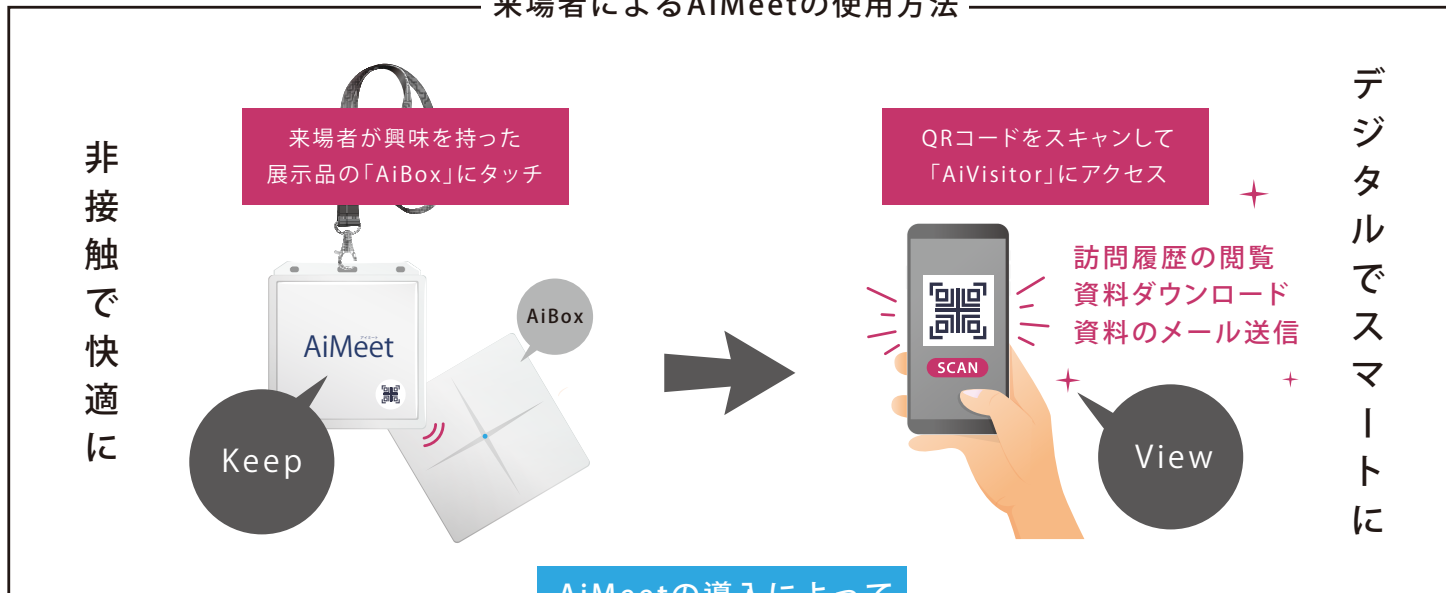 来場者によるAiMeetの使用方法
非接触で快適に
来場者が興味を持った
展示品の「AiBox」にタッチ
AiMeet
AiBox
Keep
QRコードをスキャンして
「AiVisitor」にアクセス
訪問履歴の閲覧
資料ダウンロード
資料のメール送信
SCAN
View
デジタルでスマートに
AiMeetの導入によって